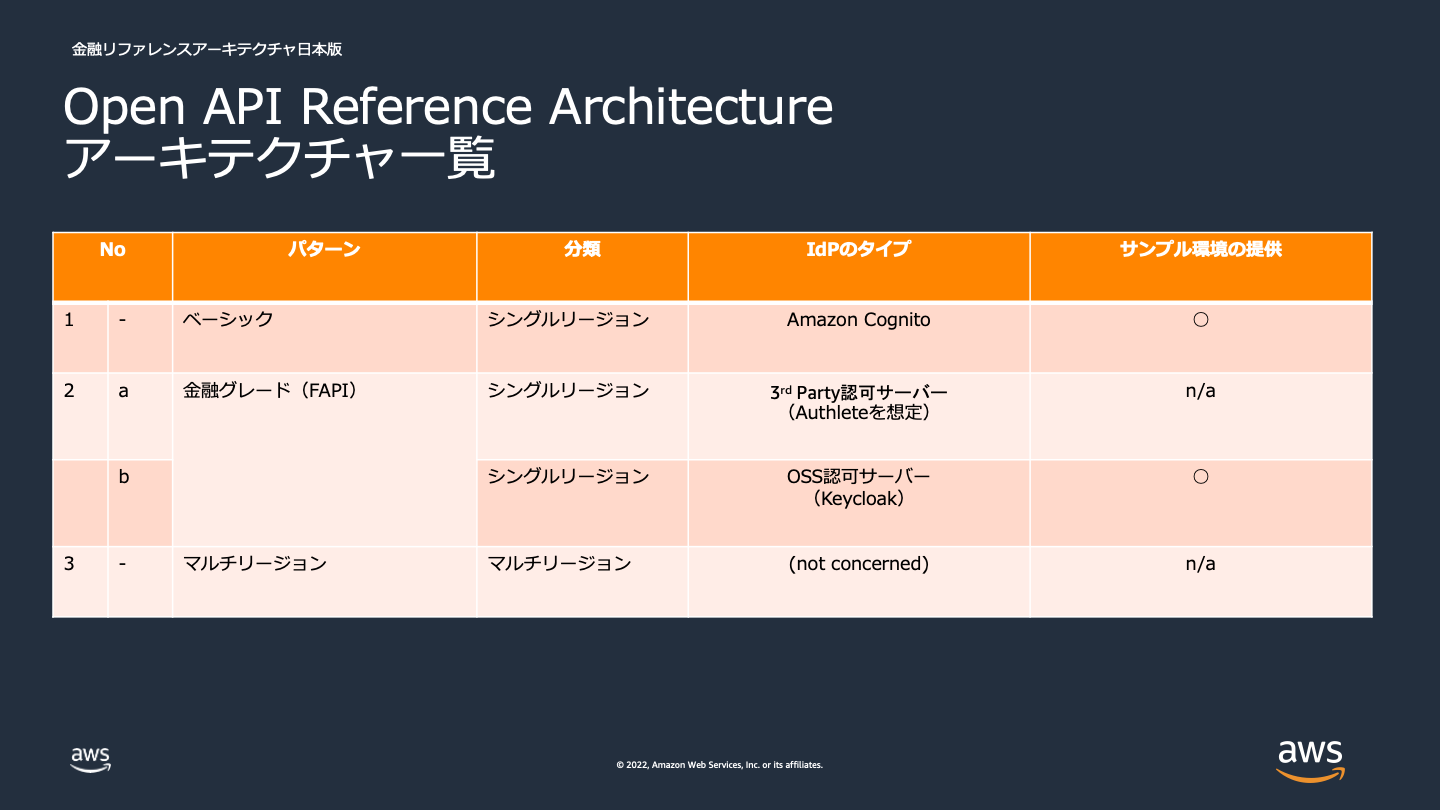 金融リファレンスアーキテクチャ日本版
Open API Reference Architecture
アーキテクチャ一覧
No パターン 分類 IdPのタイプ サンプル環境の提供
1 - ベーシック シングルリージョン Amazon Cognito ○
2 a 金融グレード（FAPI） シングルリージョン 3rd Party認可サーバー n/a
（Authleteを想定）
b シングルリージョン OSS認可サーバー ○
（Keycloak）
3 - マルチリージョン マルチリージョン (not concerned) n/a
aws
© 2022, Amazon Web Services, Inc. or its affiliates.
aws